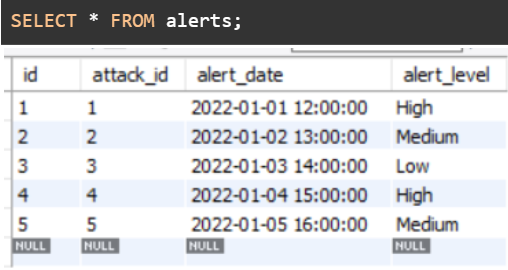 SELECT * FROM alerts;
id attack_id alert_date alert_level
1 1 2022-01-01 12:00:00 High
2 2 2022-01-02 13:00:00 Medium
3 3 2022-01-03 14:00:00 Low
4 4 2022-01-04 15:00:00 High
5 5 2022-01-05 16:00:00 Medium
NULL NULL NULL NULL